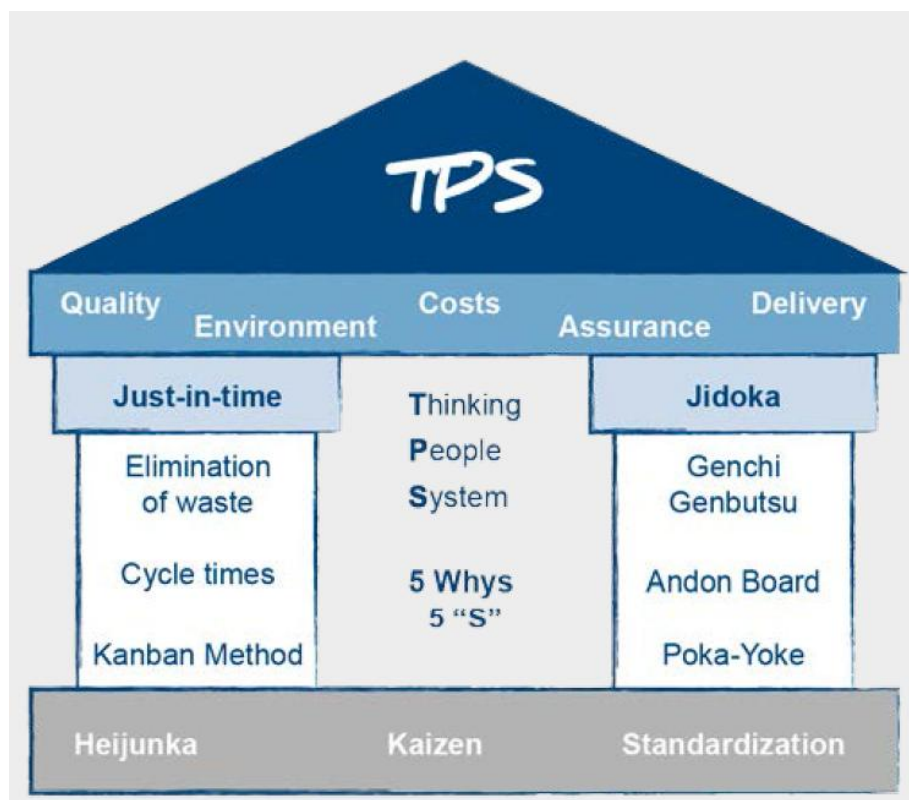 TPS
Quality Environment Costs Assurance Delivery
Just-in-time
Elimination
of waste
Cycle times
Kanban Method
Thinking
People
System
5 Whys
5 “S”
Jidoka
Genchi
Genbutsu
Andon Board
Poka-Yoke
Heijunka Kaizen Standardization